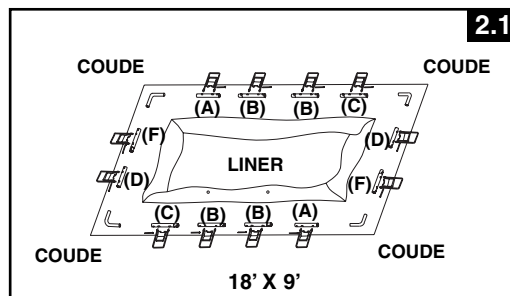 2.1
COUDE COUDE
(A) (B) (B) (C)
(F) (D)
LINER
(D) (F)
(C) (B) (B) (A)
COUDE COUDE
18' X 9'